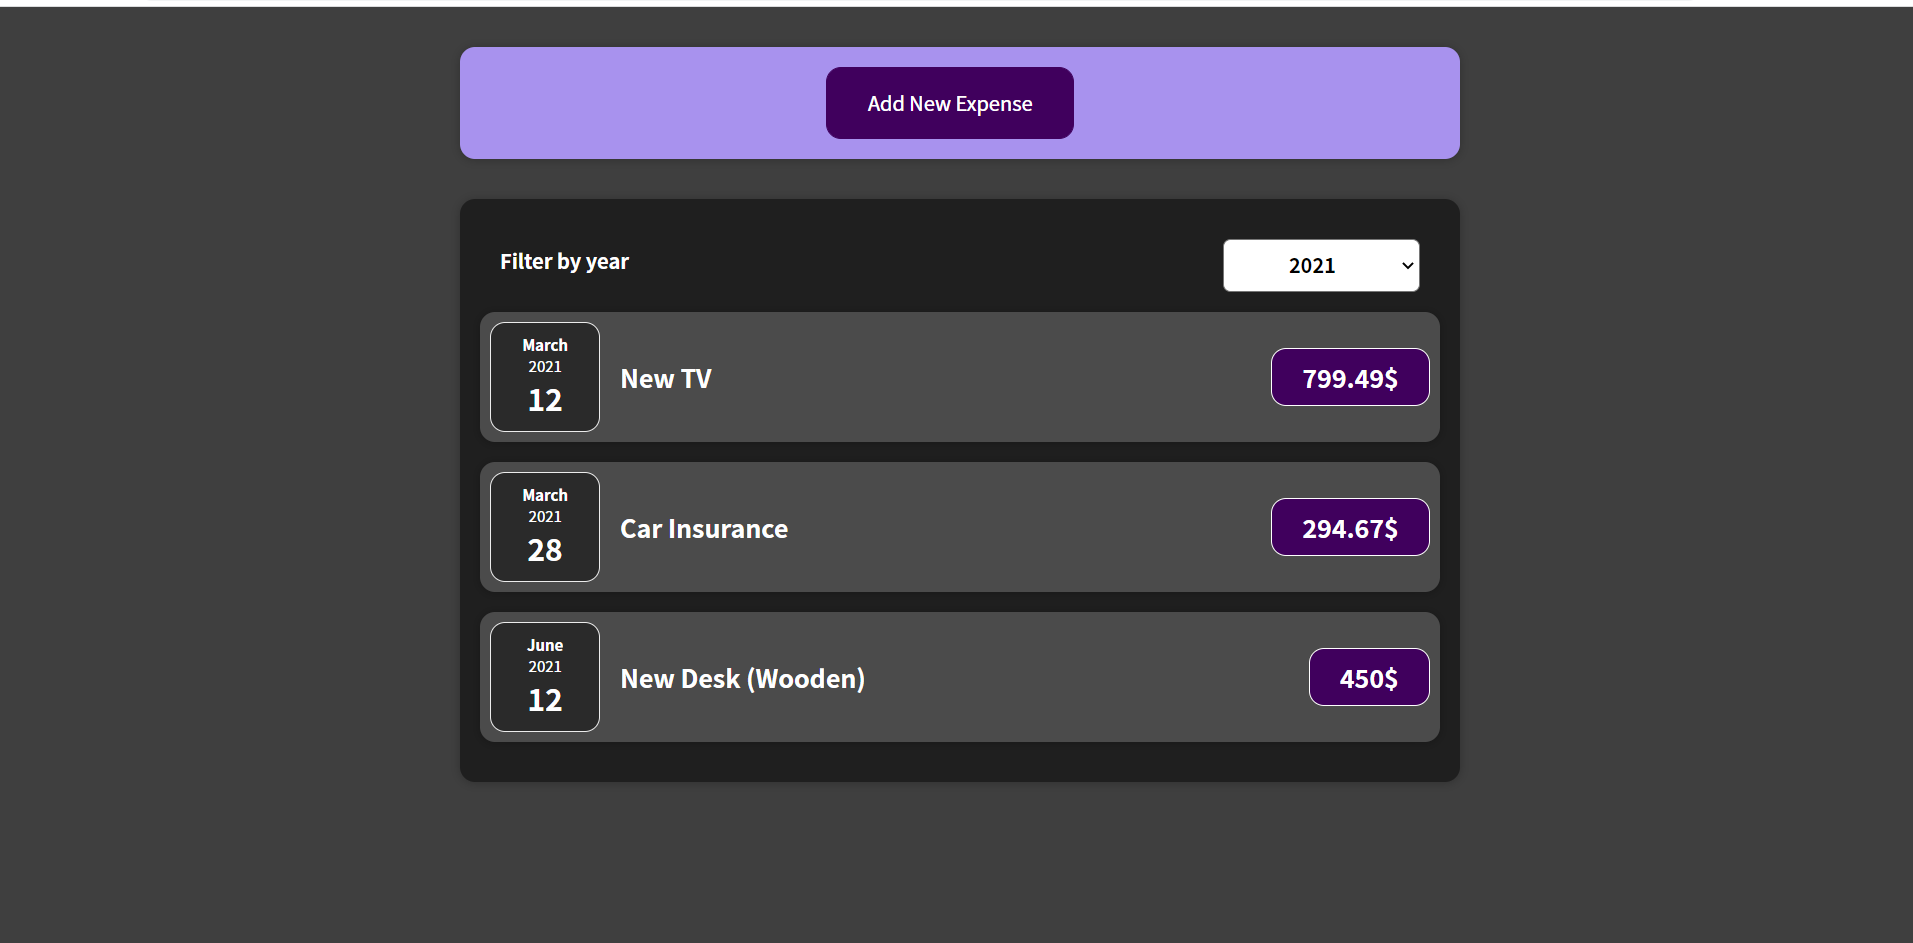 Add New Expense
Filter by year
2021
March
2021
12
New TV
799.49$
March
2021
28
Car Insurance
294.67$
June
2021
12
New Desk (Wooden)
450$